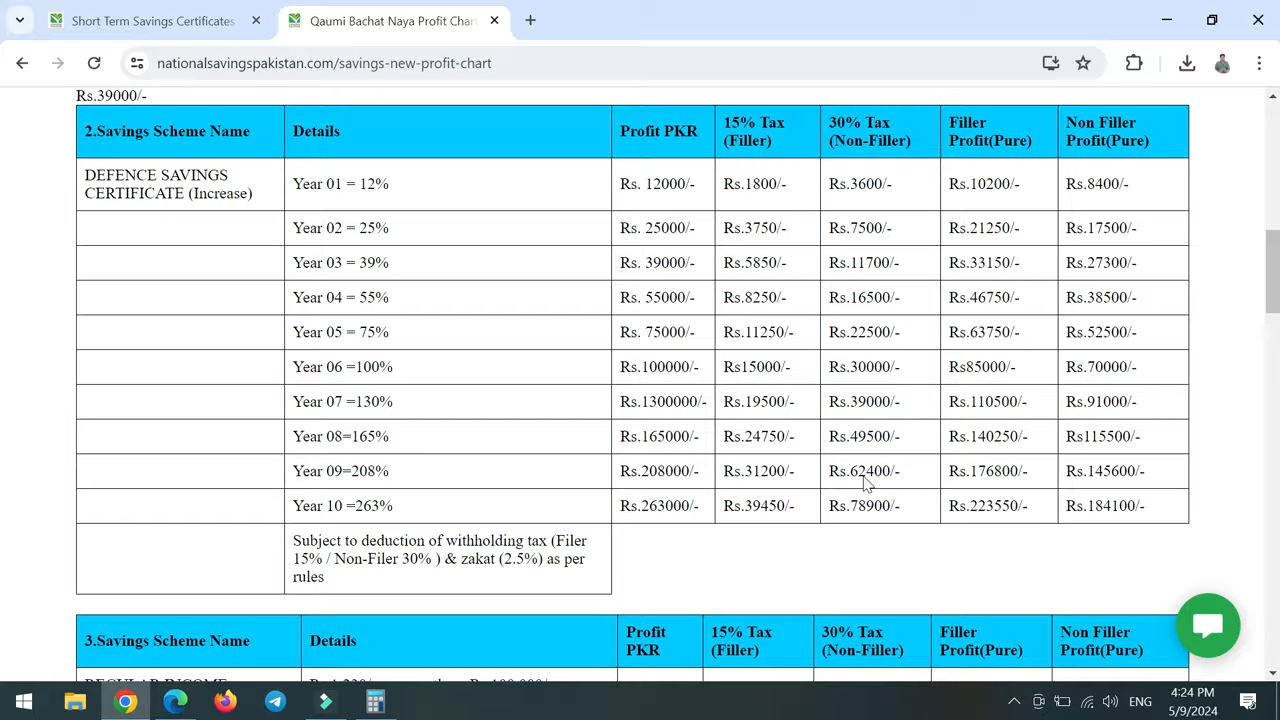 Short Term Savings Certificates
Qaumi Bachat Naya Profit Chart
nationalsavingspakistan.com/savings-new-profit-chart
Rs.39000/-
2.Savings Scheme Name Details Profit PKR 15% Tax (Filler) 30% Tax (Non-Filler) Filler Profit(Pure) Non Filler Profit(Pure)
DEFENCE SAVINGS CERTIFICATE (Increase) Year 01 = 12% Rs. 12000/- Rs.1800/- Rs.3600/- Rs.10200/- Rs.8400/-
Year 02 = 25% Rs. 25000/- Rs.3750/- Rs.7500/- Rs.21250/- Rs.17500/-
Year 03 = 39% Rs. 39000/- Rs.5850/- Rs.11700/- Rs.33150/- Rs.27300/-
Year 04 = 55% Rs. 55000/- Rs.8250/- Rs.16500/- Rs.46750/- Rs.38500/-
Year 05 = 75% Rs. 75000/- Rs.11250/- Rs.22500/- Rs.63750/- Rs.52500/-
Year 06 =100% Rs.100000/- Rs15000/- Rs.30000/- Rs85000/- Rs.70000/-
Year 07 =130% Rs.1300000/- Rs.19500/- Rs.39000/- Rs.110500/- Rs.91000/-
Year 08=165% Rs.165000/- Rs.24750/- Rs.49500/- Rs.140250/- Rs115500/-
Year 09=208% Rs.208000/- Rs.31200/- Rs.62400/- Rs.176800/- Rs.145600/-
Year 10 =263% Rs.263000/- Rs.39450/- Rs.78900/- Rs.223550/- Rs.184100/-
Subject to deduction of withholding tax (Filer
15% / Non-Filer 30% ) & zakat (2.5%) as per
rules
3.Savings Scheme Name Details Profit PKR 15% Tax (Filler) 30% Tax (Non-Filler) Filler Profit(Pure) Non Filler Profit(Pure)
REGULAR INCOME
ENG
4:24 PM
5/9/2024